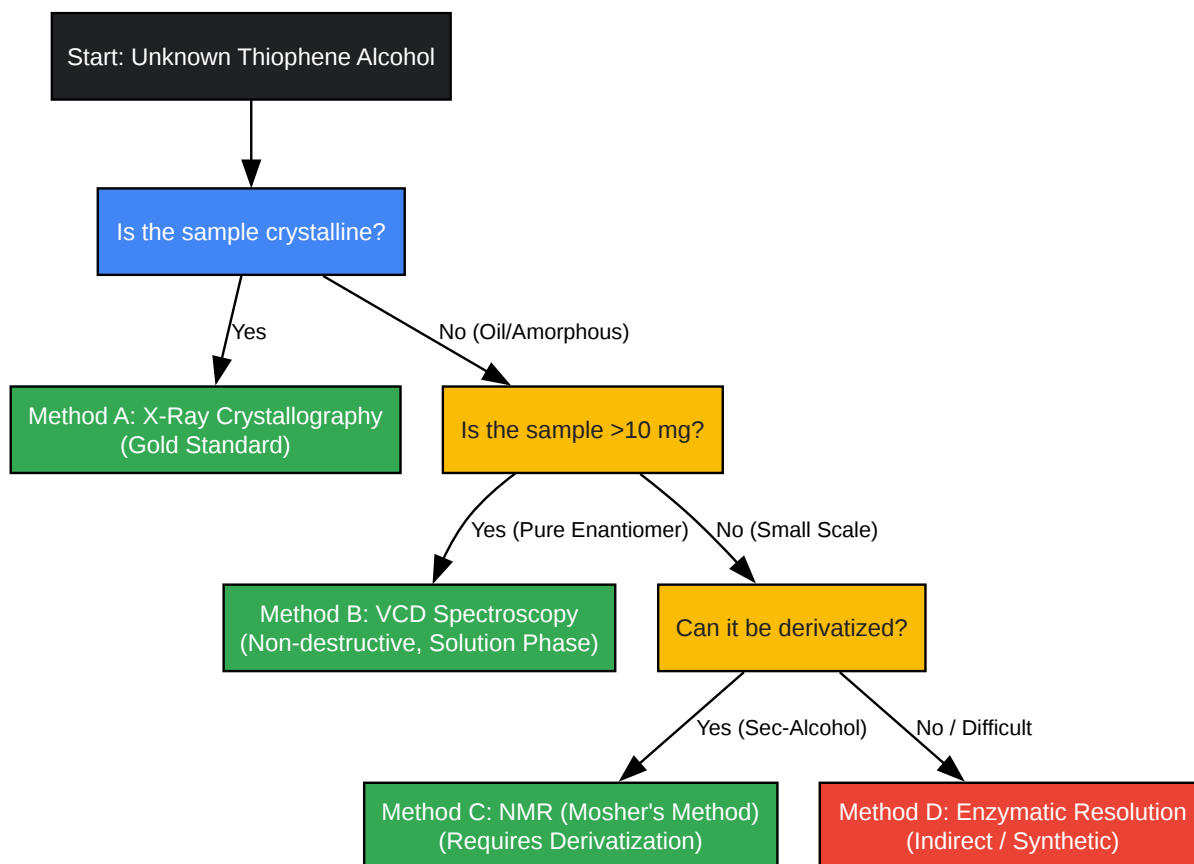 Start: Unknown Thiophene Alcohol
Is the sample crystalline?
Yes
No (Oil/Amorphous)
Method A: X-Ray Crystallography
(Gold Standard)
Is the sample >10 mg?
Yes (Pure Enantiomer)
No (Small Scale)
Method B: VCD Spectroscopy
(Non-destructive, Solution Phase)
Can it be derivatized?
Yes (Sec-Alcohol)
No / Difficult
Method C: NMR (Mosher's Method)
(Requires Derivatization)
Method D: Enzymatic Resolution
(Indirect / Synthetic)